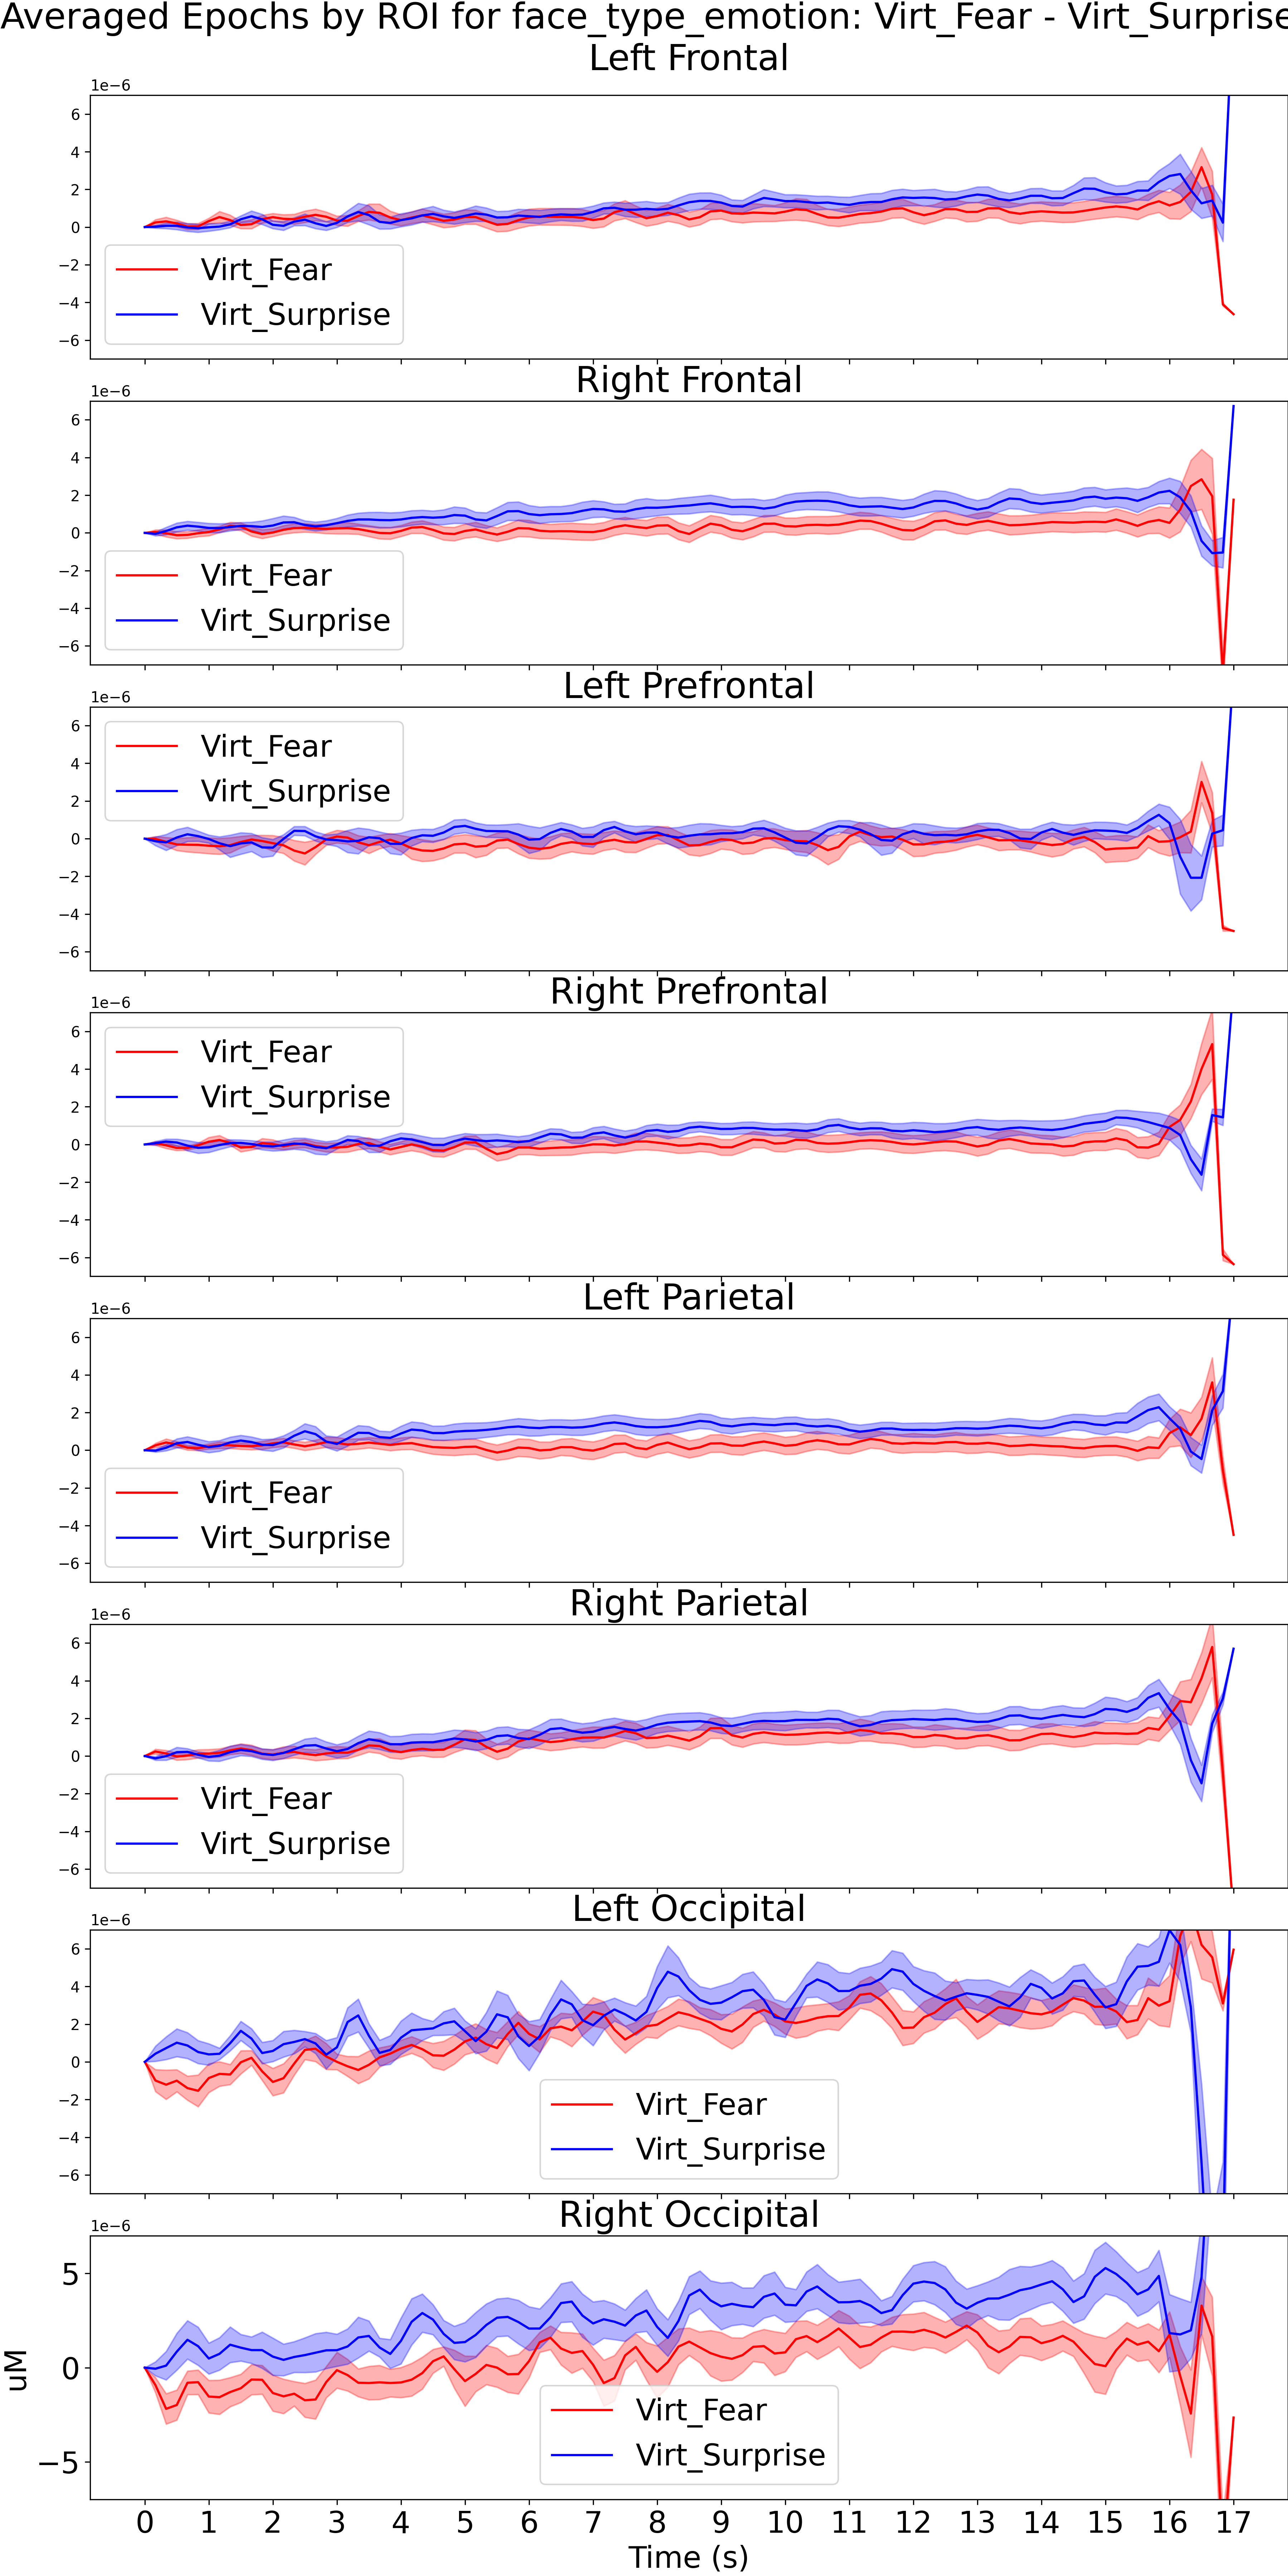 Averaged Epochs by ROI for face_type_emotion: Virt_Fear - Virt_Surprise
Left Frontal
1e−6
6
4
2
0
−2
−4
−6
Virt_Fear
Virt_Surprise
Right Frontal
1e−6
6
4
2
0
−2
−4
−6
Virt_Fear
Virt_Surprise
Left Prefrontal
1e−6
6
4
2
0
−2
−4
−6
Virt_Fear
Virt_Surprise
Right Prefrontal
1e−6
6
4
2
0
−2
−4
−6
Virt_Fear
Virt_Surprise
Left Parietal
1e−6
6
4
2
0
−2
−4
−6
Virt_Fear
Virt_Surprise
Right Parietal
1e−6
6
4
2
0
−2
−4
−6
Virt_Fear
Virt_Surprise
Left Occipital
1e−6
6
4
2
0
−2
−4
−6
Virt_Fear
Virt_Surprise
Right Occipital
1e−6
5
0
−5
uM
Virt_Fear
Virt_Surprise
0 1 2 3 4 5 6 7 8 9 10 11 12 13 14 15 16 17
Time (s)